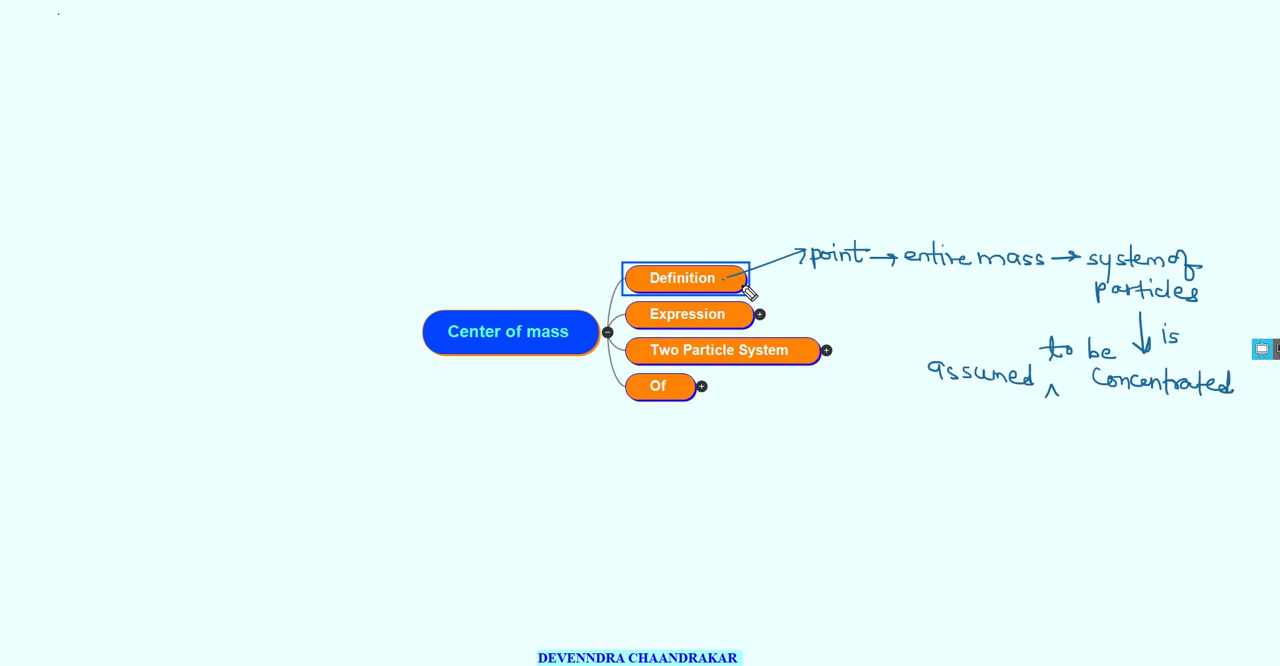 point → entire mass → system of
particles
Definition
Expression
is
Center of mass
to be
Two Particle System
assumed ^ concentrated
Of
DEVENNDRA CHAANDRAKAR